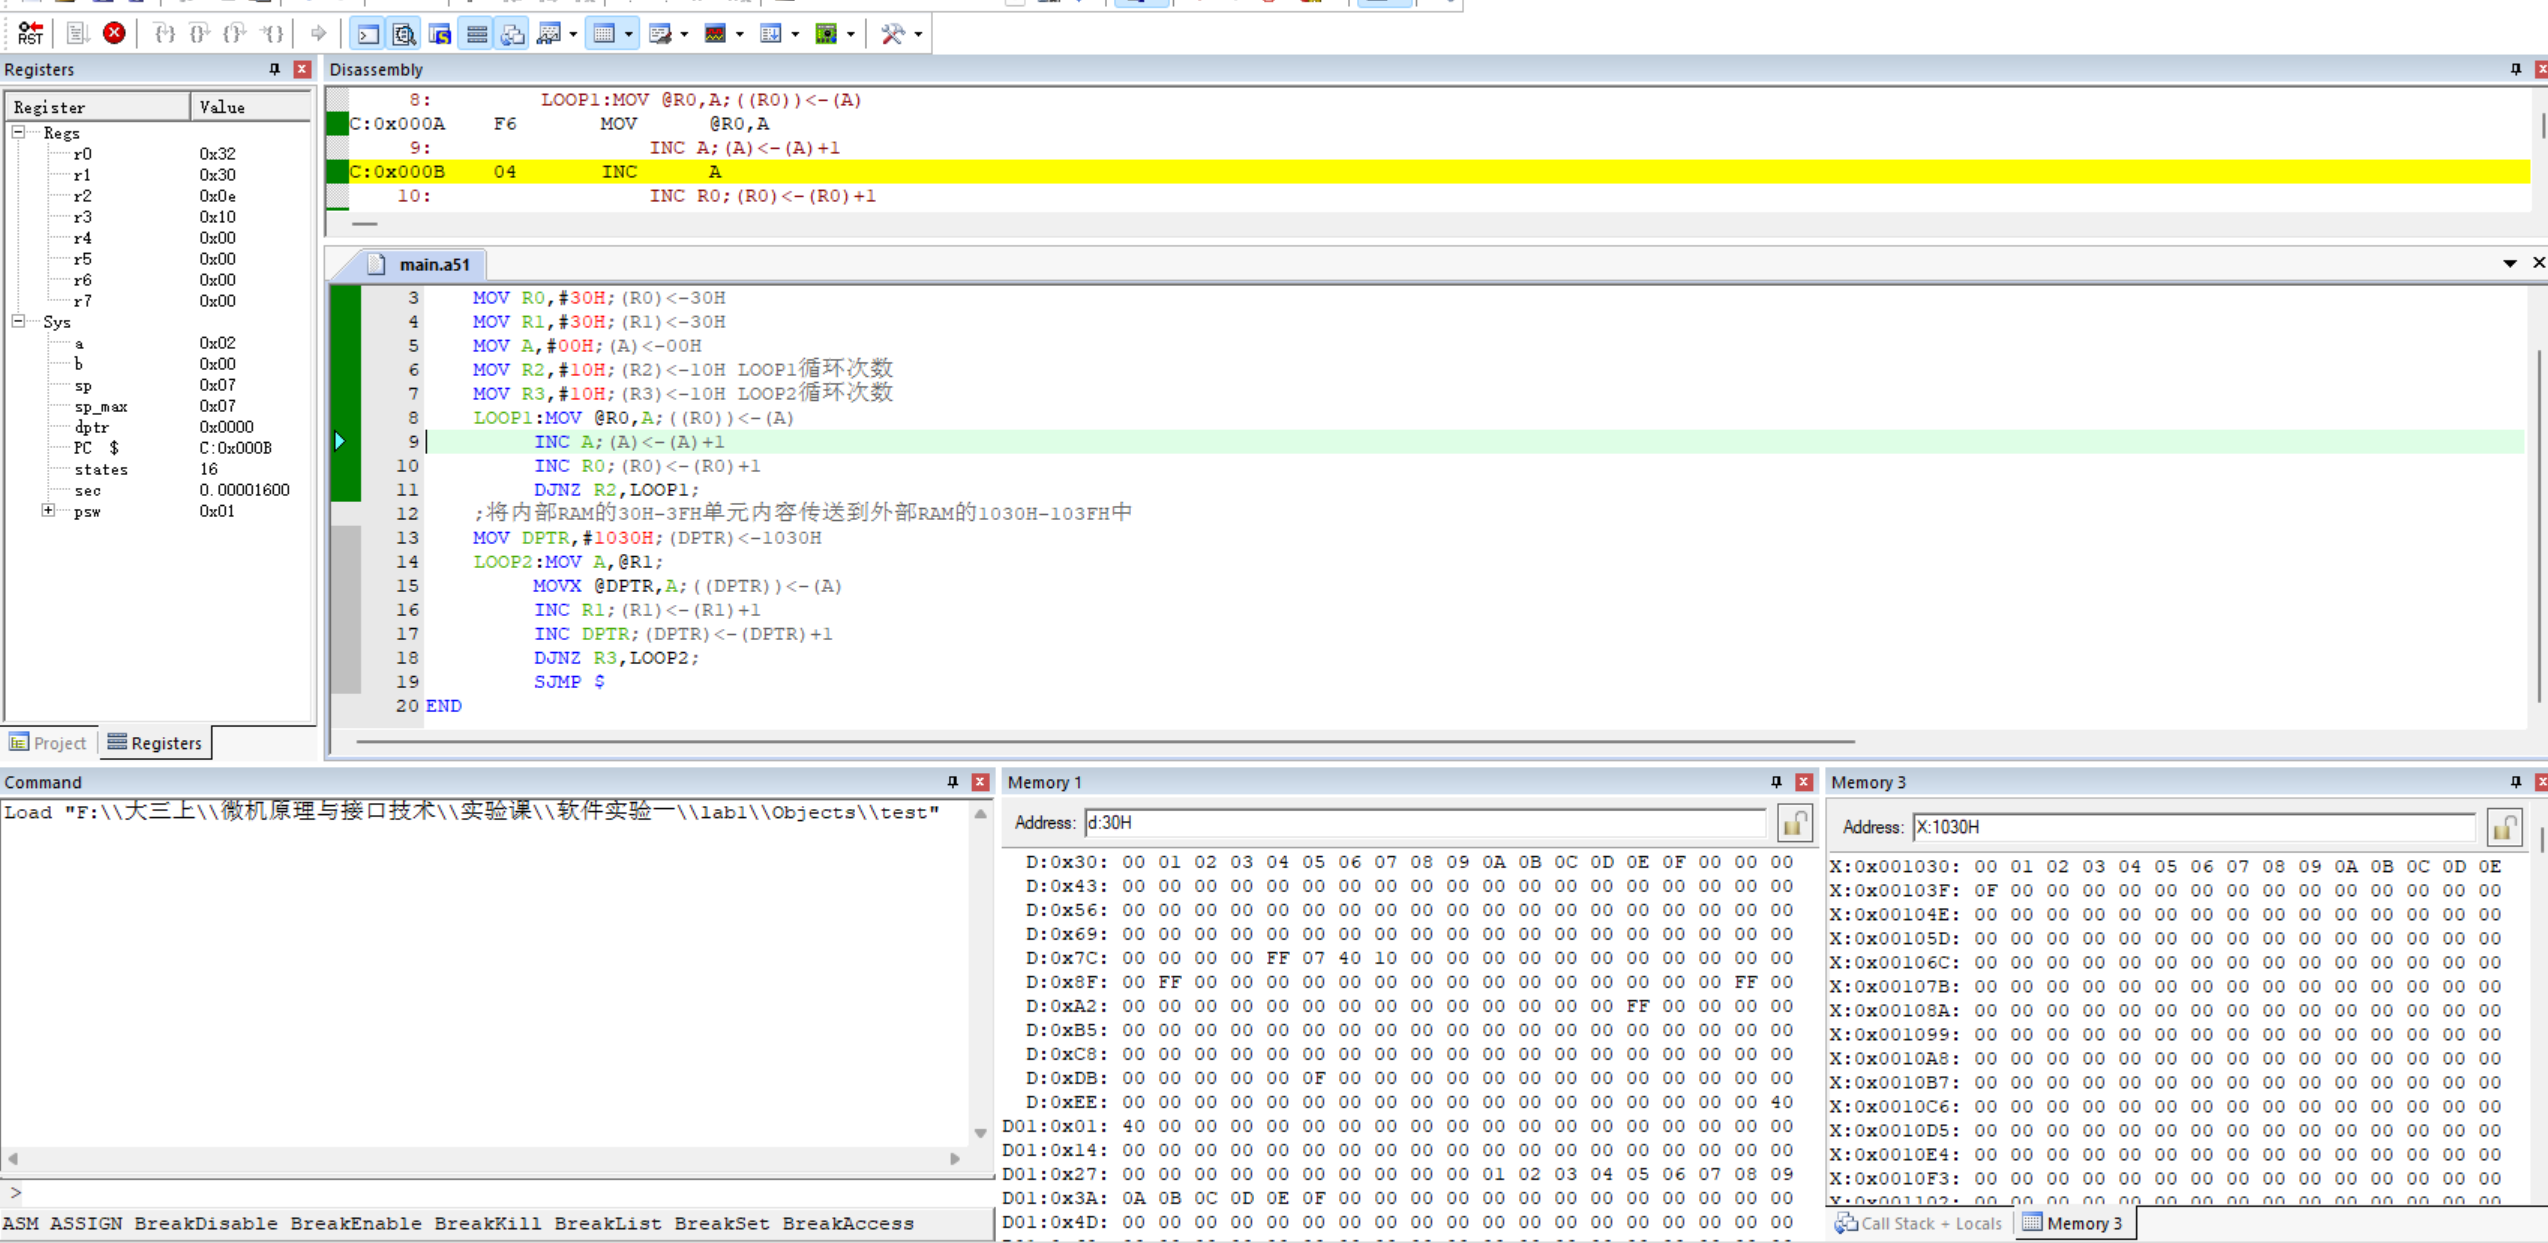 RST
Registers
Register Value
Regs
r0 0x32
r1 0x30
r2 0x0e
r3 0x10
r4 0x00
r5 0x00
r6 0x00
r7 0x00
Sys
a 0x02
b 0x00
sp 0x07
sp_max 0x07
dptr 0x0000
PC $ C:0x000B
states 16
sec 0.00001600
psw 0x01
Project Registers
Disassembly
8: LOOP1:MOV @R0,A;((R0))<-(A)
C:0x000A F6 MOV @R0,A
9: INC A;(A)<-(A)+1
C:0x000B 04 INC A
10: INC R0;(R0)<-(R0)+1
main.a51
3 MOV R0,#30H;(R0)<-30H
4 MOV R1,#30H;(R1)<-30H
5 MOV A,#00H;(A)<-00H
6 MOV R2,#10H;(R2)<-10H LOOP1循环次数
7 MOV R3,#10H;(R3)<-10H LOOP2循环次数
8 LOOP1:MOV @R0,A;((R0))<-(A)
9 INC A;(A)<-(A)+1
10 INC R0;(R0)<-(R0)+1
11 DJNZ R2,LOOP1;
12 ;将内部RAM的30H-3FH单元内容传送到外部RAM的1030H-103FH中
13 MOV DPTR,#1030H;(DPTR)<-1030H
14 LOOP2:MOV A,@R1;
15 MOVX @DPTR,A;((DPTR))<-(A)
16 INC R1;(R1)<-(R1)+1
17 INC DPTR;(DPTR)<-(DPTR)+1
18 DJNZ R3,LOOP2;
19 SJMP $
20 END
Command
Load "F:\\大三上\\微机原理与接口技术\\实验课\\软件实验一\\lab1\\Objects\\test"
>
ASM ASSIGN BreakDisable BreakEnable BreakKill BreakList BreakSet BreakAccess
Memory 1
Address: d:30H
D:0x30: 00 01 02 03 04 05 06 07 08 09 0A 0B 0C 0D 0E 0F 00 00 00
D:0x43: 00 00 00 00 00 00 00 00 00 00 00 00 00 00 00 00 00 00 00
D:0x56: 00 00 00 00 00 00 00 00 00 00 00 00 00 00 00 00 00 00 00
D:0x69: 00 00 00 00 00 00 00 00 00 00 00 00 00 00 00 00 00 00 00
D:0x7C: 00 00 00 00 FF 07 40 10 00 00 00 00 00 00 00 00 00 00 00
D:0x8F: 00 FF 00 00 00 00 00 00 00 00 00 00 00 00 00 00 00 FF 00
D:0xA2: 00 00 00 00 00 00 00 00 00 00 00 00 00 00 FF 00 00 00 00
D:0xB5: 00 00 00 00 00 00 00 00 00 00 00 00 00 00 00 00 00 00 00
D:0xC8: 00 00 00 00 00 00 00 00 00 00 00 00 00 00 00 00 00 00 00
D:0xDB: 00 00 00 00 00 0F 00 00 00 00 00 00 00 00 00 00 00 00 00
D:0xEE: 00 00 00 00 00 00 00 00 00 00 00 00 00 00 00 00 00 00 40
D01:0x01: 40 00 00 00 00 00 00 00 00 00 00 00 00 00 00 00 00 00 00
D01:0x14: 00 00 00 00 00 00 00 00 00 00 00 00 00 00 00 00 00 00 00
D01:0x27: 00 00 00 00 00 00 00 00 00 00 01 02 03 04 05 06 07 08 09
D01:0x3A: 0A 0B 0C 0D 0E 0F 00 00 00 00 00 00 00 00 00 00 00 00 00
D01:0x4D: 00 00 00 00 00 00 00 00 00 00 00 00 00 00 00 00 00 00 00
Memory 3
Address: X:1030H
X:0x001030: 00 01 02 03 04 05 06 07 08 09 0A 0B 0C 0D 0E
X:0x00103F: 0F 00 00 00 00 00 00 00 00 00 00 00 00 00 00
X:0x00104E: 00 00 00 00 00 00 00 00 00 00 00 00 00 00 00
X:0x00105D: 00 00 00 00 00 00 00 00 00 00 00 00 00 00 00
X:0x00106C: 00 00 00 00 00 00 00 00 00 00 00 00 00 00 00
X:0x00107B: 00 00 00 00 00 00 00 00 00 00 00 00 00 00 00
X:0x00108A: 00 00 00 00 00 00 00 00 00 00 00 00 00 00 00
X:0x001099: 00 00 00 00 00 00 00 00 00 00 00 00 00 00 00
X:0x0010A8: 00 00 00 00 00 00 00 00 00 00 00 00 00 00 00
X:0x0010B7: 00 00 00 00 00 00 00 00 00 00 00 00 00 00 00
X:0x0010C6: 00 00 00 00 00 00 00 00 00 00 00 00 00 00 00
X:0x0010D5: 00 00 00 00 00 00 00 00 00 00 00 00 00 00 00
X:0x0010E4: 00 00 00 00 00 00 00 00 00 00 00 00 00 00 00
X:0x0010F3: 00 00 00 00 00 00 00 00 00 00 00 00 00 00 00
Call Stack + Locals Memory 3